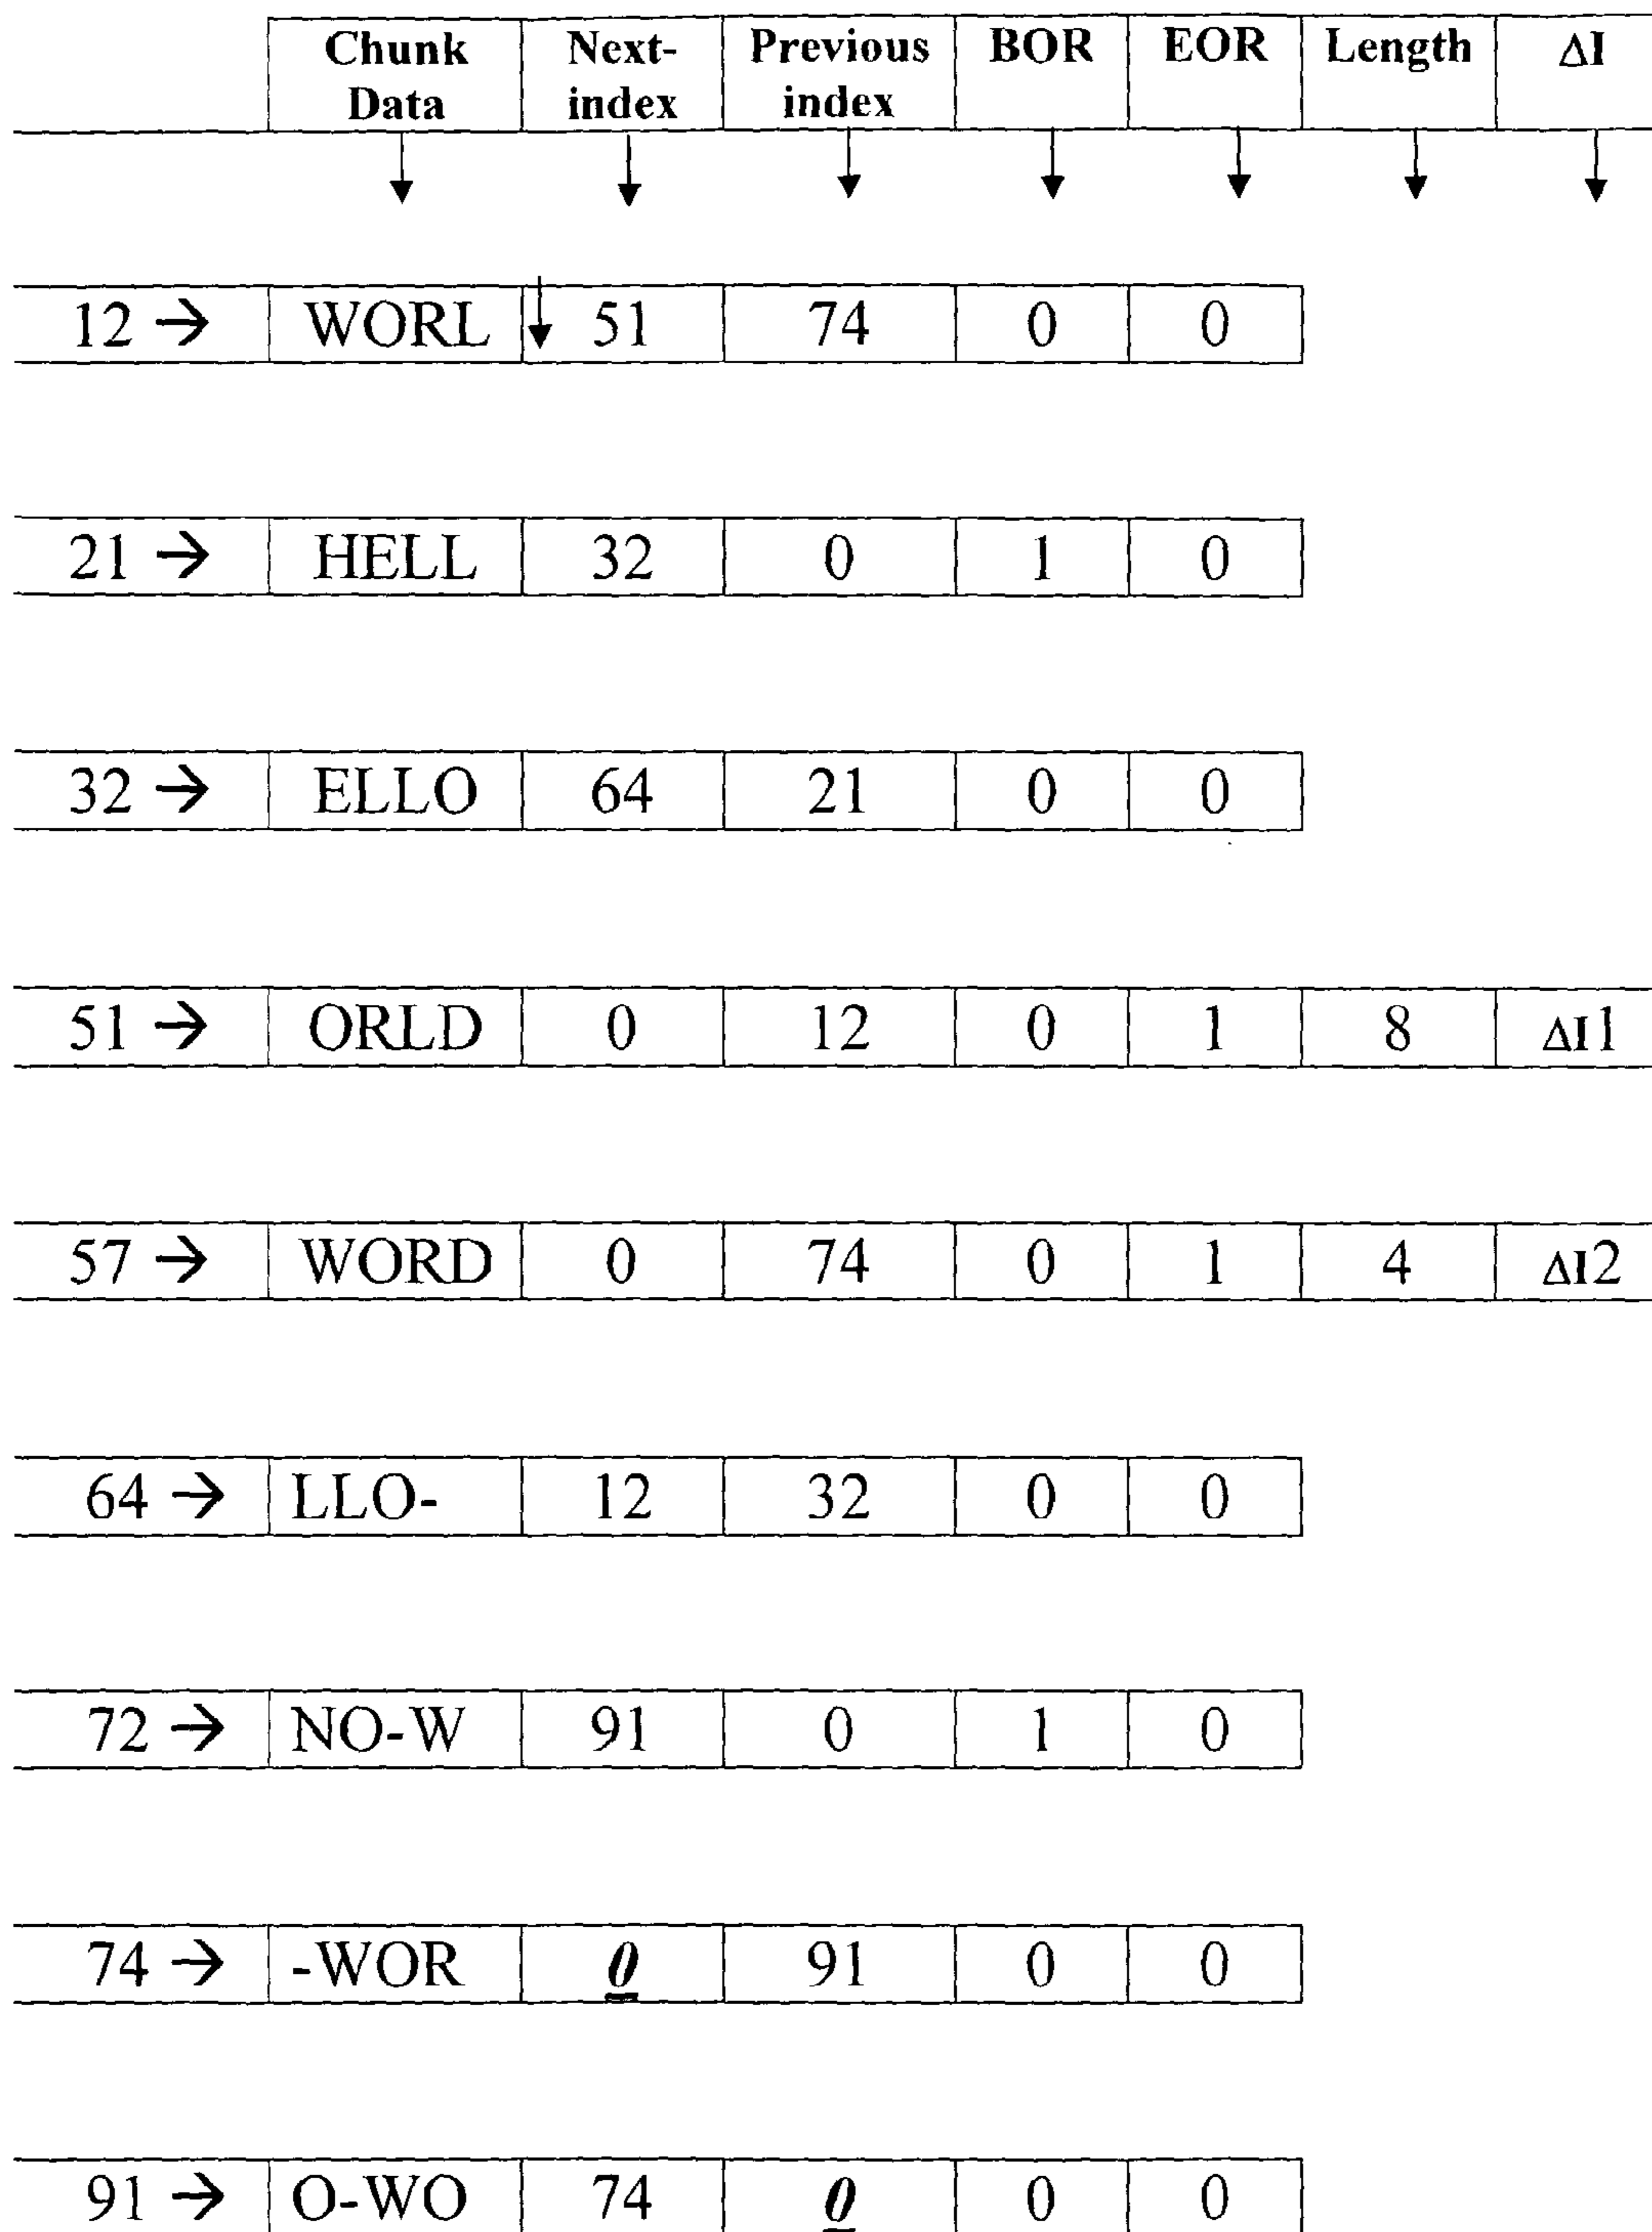 Chunk Data Next-index Previous index BOR EOR Length ΔI
12 → WORL 51 74 0 0
21 → HELL 32 0 1 0
32 → ELLO 64 21 0 0
51 → ORLD 0 12 0 1 8 ΔI1
57 → WORD 0 74 0 1 4 ΔI2
64 → LLO- 12 32 0 0
72 → NO-W 91 0 1 0
74 → -WOR 0 91 0 0
91 → O-WO 74 0 0 0